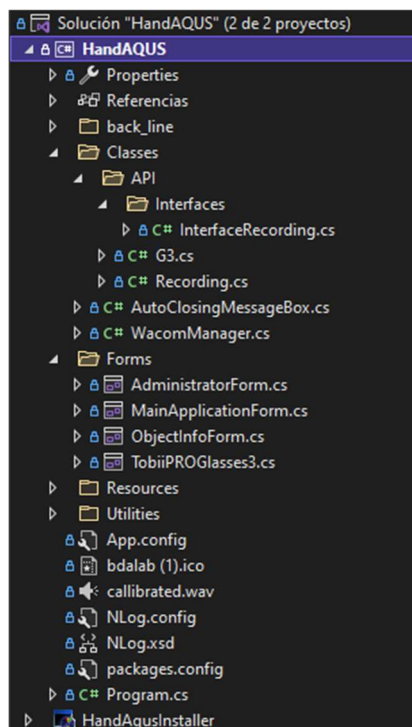 Solución "HandAQUS" (2 de 2 proyectos)
C# HandAQUS
Properties
Referencias
back_line
Classes
API
Interfaces
C# InterfaceRecording.cs
C# G3.cs
C# Recording.cs
C# AutoClosingMessageBox.cs
C# WacomManager.cs
Forms
AdministratorForm.cs
MainApplicationForm.cs
ObjectInfoForm.cs
TobiiPROGlasses3.cs
Resources
Utilities
App.config
bdalab (1).ico
callibrated.wav
NLog.config
NLog.xsd
packages.config
C# Program.cs
HandAqusInstaller